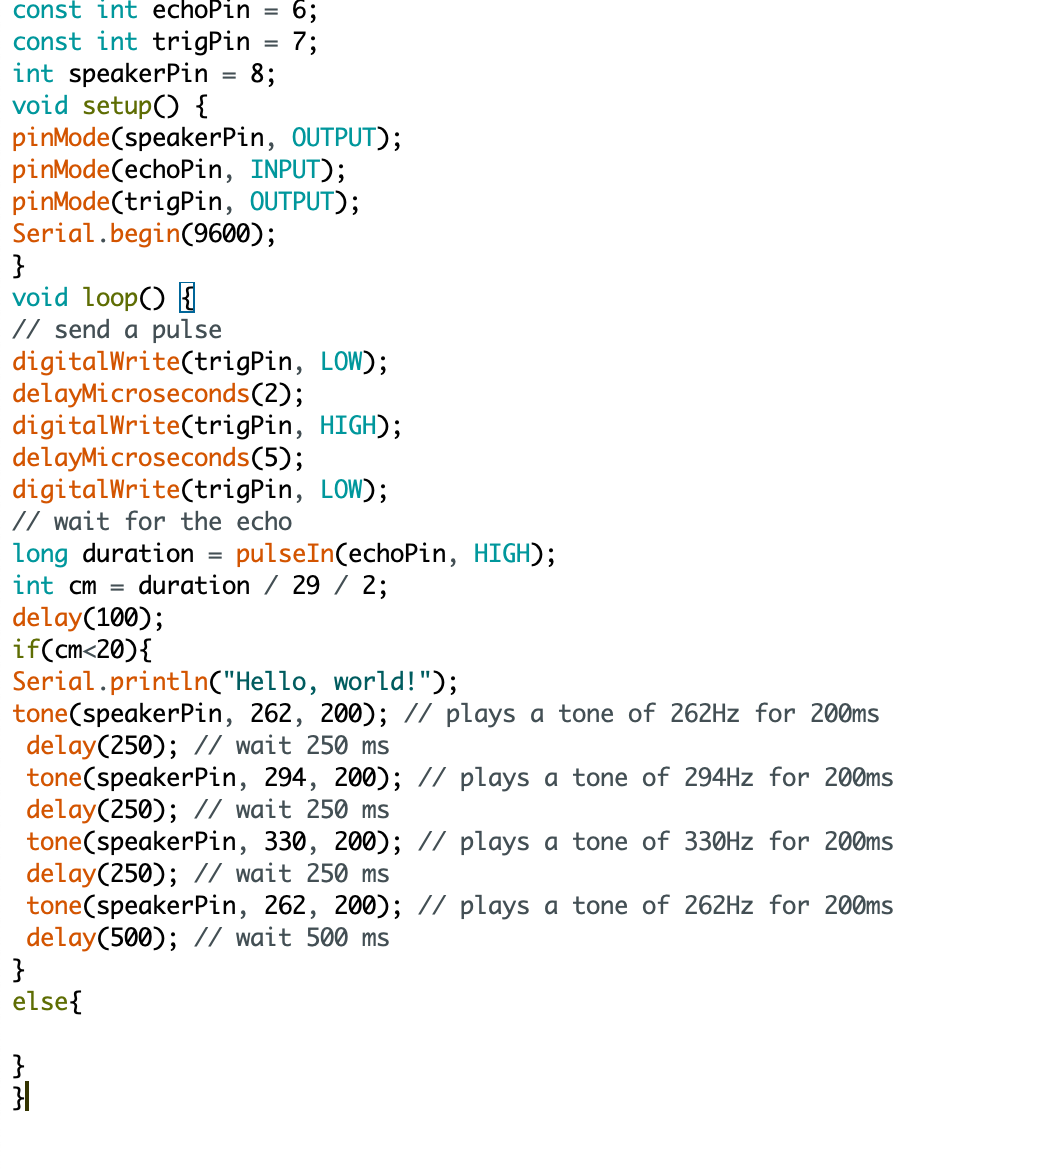 const int echoPin = 6;
const int trigPin = 7;
int speakerPin = 8;
void setup() {
pinMode(speakerPin, OUTPUT);
pinMode(echoPin, INPUT);
pinMode(trigPin, OUTPUT);
Serial.begin(9600);
}
void loop() {
// send a pulse
digitalWrite(trigPin, LOW);
delayMicroseconds(2);
digitalWrite(trigPin, HIGH);
delayMicroseconds(5);
digitalWrite(trigPin, LOW);
// wait for the echo
long duration = pulseIn(echoPin, HIGH);
int cm = duration / 29 / 2;
delay(100);
if(cm<20){
Serial.println("Hello, world!");
tone(speakerPin, 262, 200); // plays a tone of 262Hz for 200ms
 delay(250); // wait 250 ms
 tone(speakerPin, 294, 200); // plays a tone of 294Hz for 200ms
 delay(250); // wait 250 ms
 tone(speakerPin, 330, 200); // plays a tone of 330Hz for 200ms
 delay(250); // wait 250 ms
 tone(speakerPin, 262, 200); // plays a tone of 262Hz for 200ms
 delay(500); // wait 500 ms
}
else{

}
}